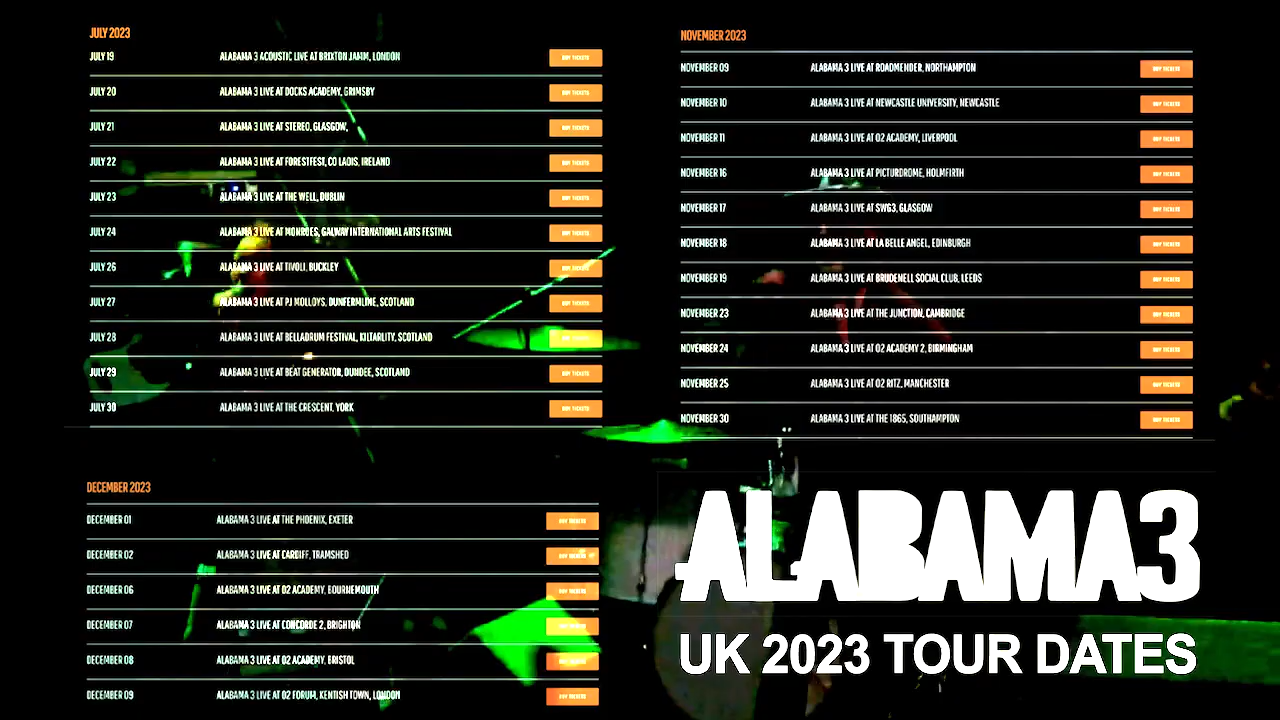 JULY 2023
JULY 19 ALABAMA 3 ACOUSTIC LIVE AT BRIXTON JAMM, LONDON BUY TICKETS
JULY 20 ALABAMA 3 LIVE AT DOCKS ACADEMY, GRIMSBY BUY TICKETS
JULY 21 ALABAMA 3 LIVE AT STEREO, GLASGOW, BUY TICKETS
JULY 22 ALABAMA 3 LIVE AT FORESTFEST, CO LAOIS, IRELAND BUY TICKETS
JULY 23 ALABAMA 3 LIVE AT THE WELL, DUBLIN BUY TICKETS
JULY 24 ALABAMA 3 LIVE AT MONROES, GALWAY INTERNATIONAL ARTS FESTIVAL BUY TICKETS
JULY 26 ALABAMA 3 LIVE AT TIVOLI, BUCKLEY BUY TICKETS
JULY 27 ALABAMA 3 LIVE AT PJ MOLLOYS, DUNFERMLINE, SCOTLAND BUY TICKETS
JULY 28 ALABAMA 3 LIVE AT BELLADRUM FESTIVAL, KILTARLITY, SCOTLAND BUY TICKETS
JULY 29 ALABAMA 3 LIVE AT BEAT GENERATOR, DUNDEE, SCOTLAND BUY TICKETS
JULY 30 ALABAMA 3 LIVE AT THE CRESCENT, YORK BUY TICKETS
NOVEMBER 2023
NOVEMBER 09 ALABAMA 3 LIVE AT ROADMENDER, NORTHAMPTON BUY TICKETS
NOVEMBER 10 ALABAMA 3 LIVE AT NEWCASTLE UNIVERSITY, NEWCASTLE BUY TICKETS
NOVEMBER 11 ALABAMA 3 LIVE AT O2 ACADEMY, LIVERPOOL BUY TICKETS
NOVEMBER 16 ALABAMA 3 LIVE AT PICTURDROME, HOLMFIRTH BUY TICKETS
NOVEMBER 17 ALABAMA 3 LIVE AT SWG3, GLASGOW BUY TICKETS
NOVEMBER 18 ALABAMA 3 LIVE AT LA BELLE ANGEL, EDINBURGH BUY TICKETS
NOVEMBER 19 ALABAMA 3 LIVE AT BRUDENELL SOCIAL CLUB, LEEDS BUY TICKETS
NOVEMBER 23 ALABAMA 3 LIVE AT THE JUNCTION, CAMBRIDGE BUY TICKETS
NOVEMBER 24 ALABAMA 3 LIVE AT O2 ACADEMY 2, BIRMINGHAM BUY TICKETS
NOVEMBER 25 ALABAMA 3 LIVE AT O2 RITZ, MANCHESTER BUY TICKETS
NOVEMBER 30 ALABAMA 3 LIVE AT THE 1865, SOUTHAMPTON BUY TICKETS
DECEMBER 2023
DECEMBER 01 ALABAMA 3 LIVE AT THE PHOENIX, EXETER BUY TICKETS
DECEMBER 02 ALABAMA 3 LIVE AT CARDIFF, TRAMSHED BUY TICKETS
DECEMBER 06 ALABAMA 3 LIVE AT O2 ACADEMY, BOURNEMOUTH BUY TICKETS
DECEMBER 07 ALABAMA 3 LIVE AT CONCORDE 2, BRIGHTON BUY TICKETS
DECEMBER 08 ALABAMA 3 LIVE AT O2 ACADEMY, BRISTOL BUY TICKETS
DECEMBER 09 ALABAMA 3 LIVE AT O2 FORUM, KENTISH TOWN, LONDON BUY TICKETS
ALABAMA3
UK 2023 TOUR DATES